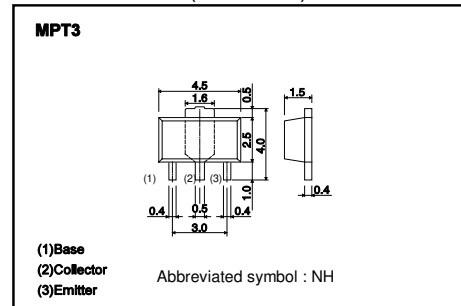 MPT3
4.5
1.6
0.5
1.5
2.5
4.0
(1) (2) (3)
1.0
0.4
0.4 0.5 0.4
3.0
(1)Base
(2)Collector
(3)Emitter
Abbreviated symbol : NH